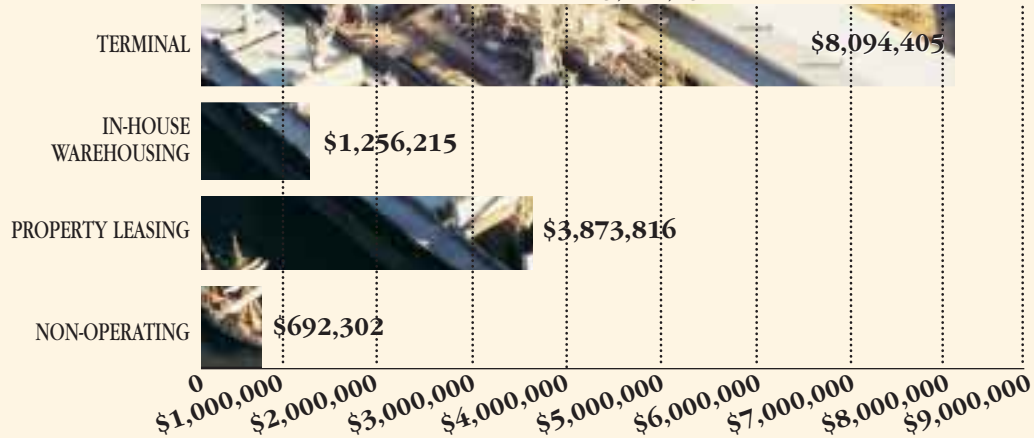 TERMINAL
$8,094,405
IN-HOUSE
WAREHOUSING
$1,256,215
PROPERTY LEASING
$3,873,816
NON-OPERATING
$692,302
0
$1,000,000
$2,000,000
$3,000,000
$4,000,000
$5,000,000
$6,000,000
$7,000,000
$8,000,000
$9,000,000